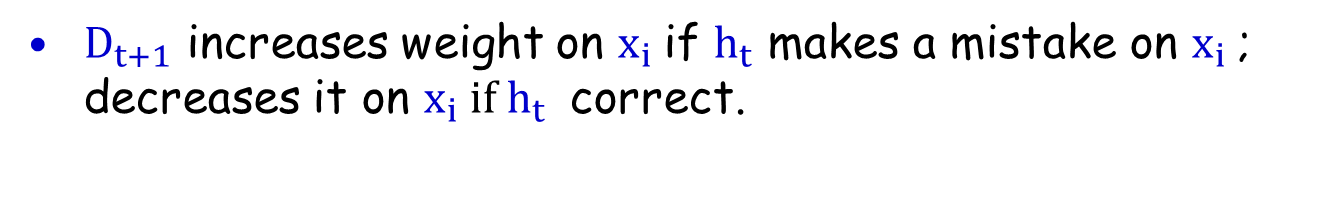 • D_{t+1} increases weight on x_i if h_t makes a mistake on x_i ;
decreases it on x_i if h_t correct.